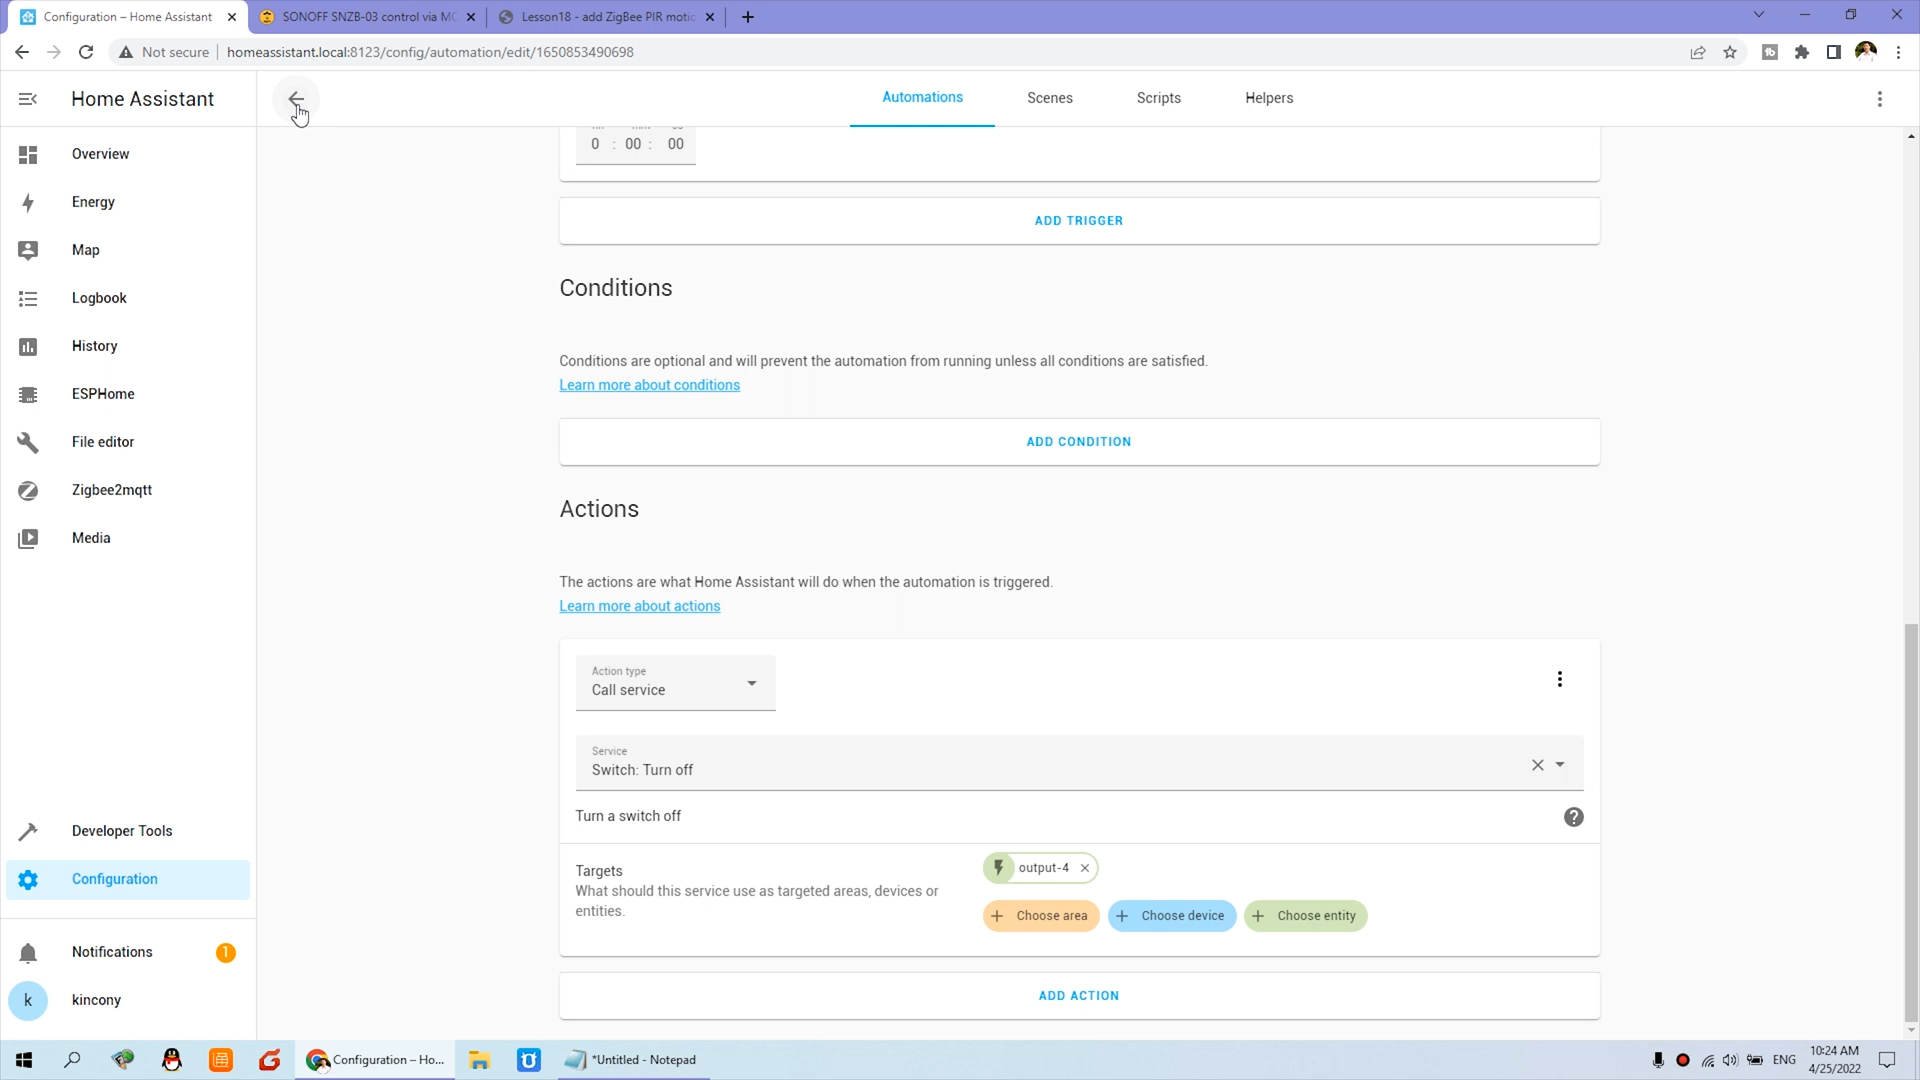 Configuration – Home Assistant
SONOFF SNZB-03 control via MC
Lesson18 - add ZigBee PIR motic
Not secure
homeassistant.local:8123/config/automation/edit/1650853490698
Home Assistant
Automations
Scenes
Scripts
Helpers
Overview
Energy
Map
Logbook
History
ESPHome
File editor
Zigbee2mqtt
Media
Developer Tools
Configuration
Notifications
1
k
kincony
0 : 00 : 00
ADD TRIGGER
Conditions
Conditions are optional and will prevent the automation from running unless all conditions are satisfied.
Learn more about conditions
ADD CONDITION
Actions
The actions are what Home Assistant will do when the automation is triggered.
Learn more about actions
Action type
Call service
Service
Switch: Turn off
Turn a switch off
Targets
What should this service use as targeted areas, devices or
entities.
output-4
Choose area
Choose device
Choose entity
ADD ACTION
Configuration – Ho...
*Untitled - Notepad
ENG
10:24 AM
4/25/2022